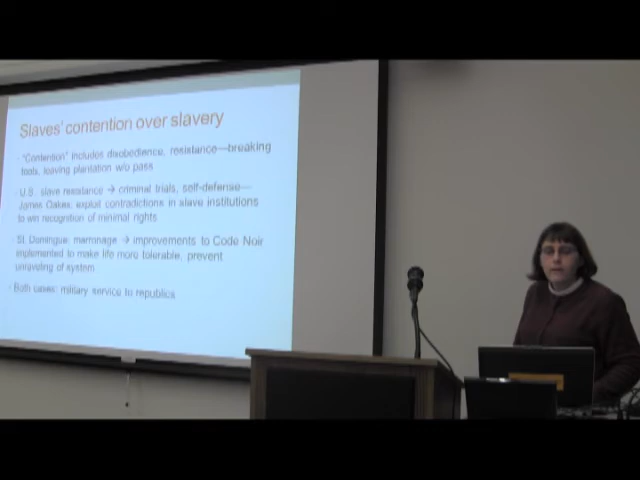 Slaves' contention over slavery
"Contention" includes disobedience, resistance—breaking
tools, leaving plantation w/o pass
U.S. slave resistance → criminal trials, self-defense—
James Oakes: exploit contradictions in slave institutions
to win recognition of minimal rights
St. Domingue: marronage → improvements to Code Noir
implemented to make life more tolerable, prevent
unraveling of system
Both cases: military service to republics